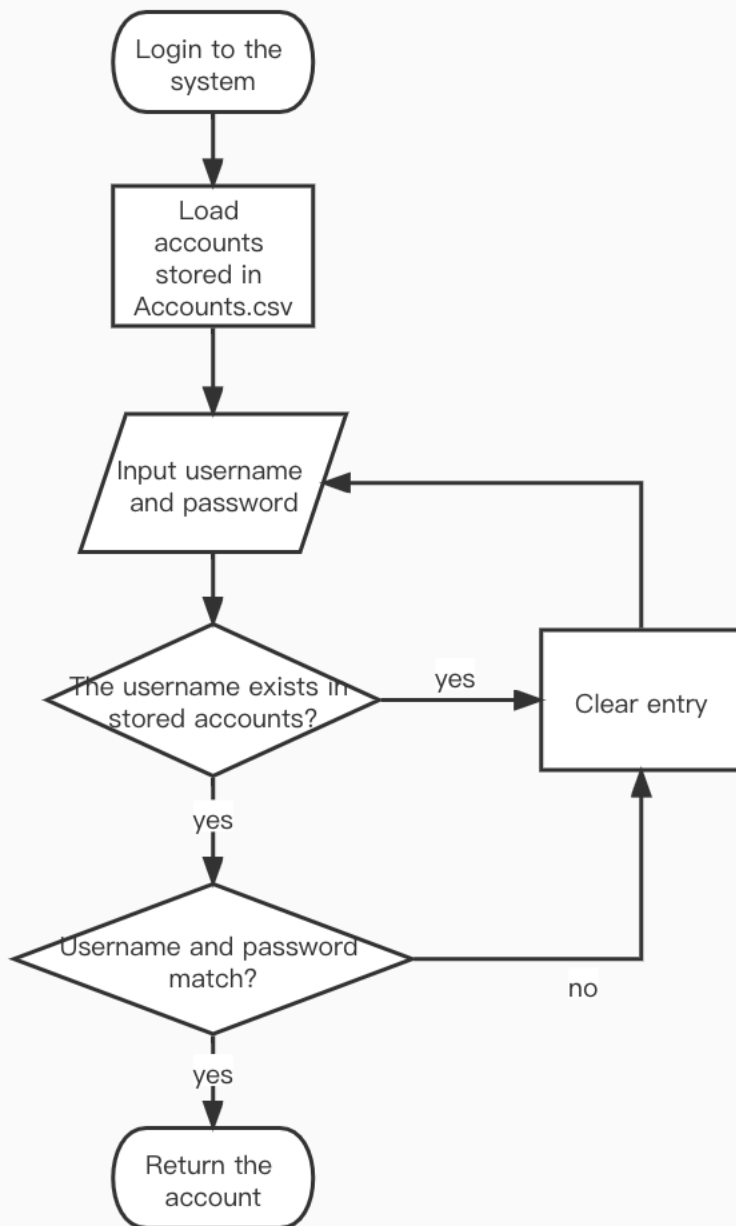 Login to the
system
Load
accounts
stored in
Accounts.csv
Input username
and password
The username exists in
stored accounts?
yes
Clear entry
yes
Username and password
match?
no
yes
Return the
account